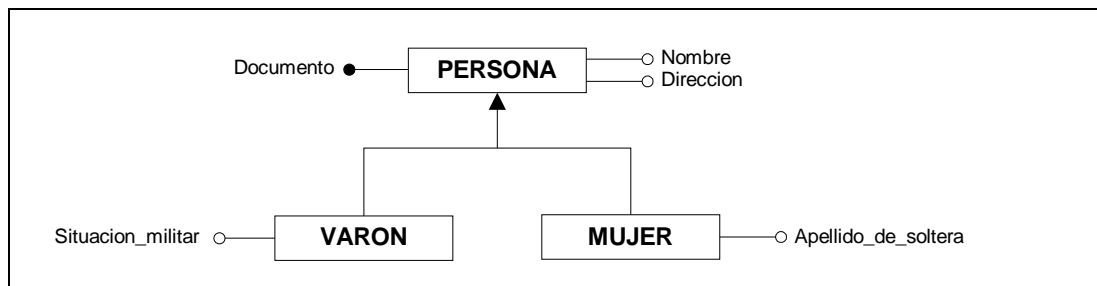 Documento
PERSONA
Nombre
Direccion
Situacion_militar
VARON
MUJER
Apellido_de_soltera